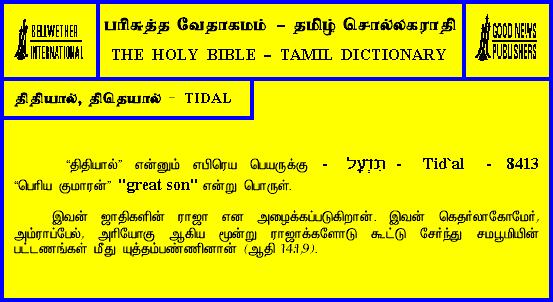 BELLWETHER
INTERNATIONAL
பரிசுத்த வேதாகமம் – தமிழ் சொல்லகராதி
THE HOLY BIBLE – TAMIL DICTIONARY
GOOD NEWS
PUBLISHERS
திதியால், திதெயால் – TIDAL
“திதியால்” என்னும் எபிரெய பெயருக்கு - תִּדְעָל - Tid`al - 8413
“பெரிய குமாரன்” "great son" என்று பொருள்.
இவன் ஜாதிகளின் ராஜா என அழைக்கப்படுகிறான். இவன் கெதர்லாகோமேர்,
அம்ராப்பேல், அரியோகு ஆகிய மூன்று ராஜாக்களோடு கூட்டு சேர்ந்து சமபூமியின்
பட்டணங்கள் மீது யுத்தம்பண்ணினான் (ஆதி 14:1,9).